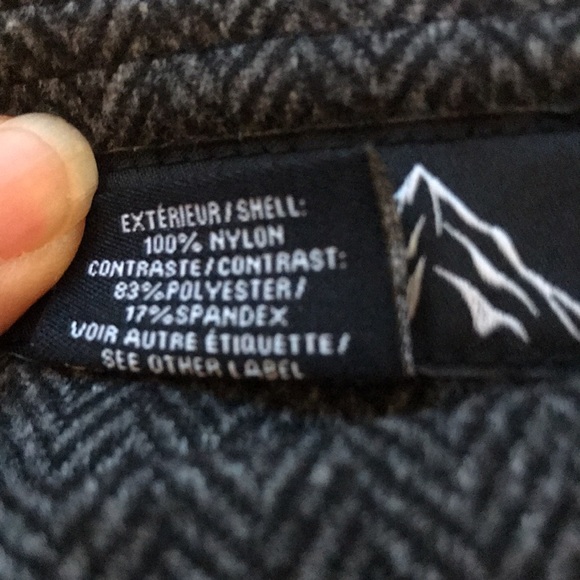 EXTÉRIEUR/SHELL:
100% NYLON
CONTRASTE/CONTRAST:
83%POLYESTER/
17%SPANDEX
VOIR AUTRE ÉTIQUETTE/
SEE OTHER LABEL